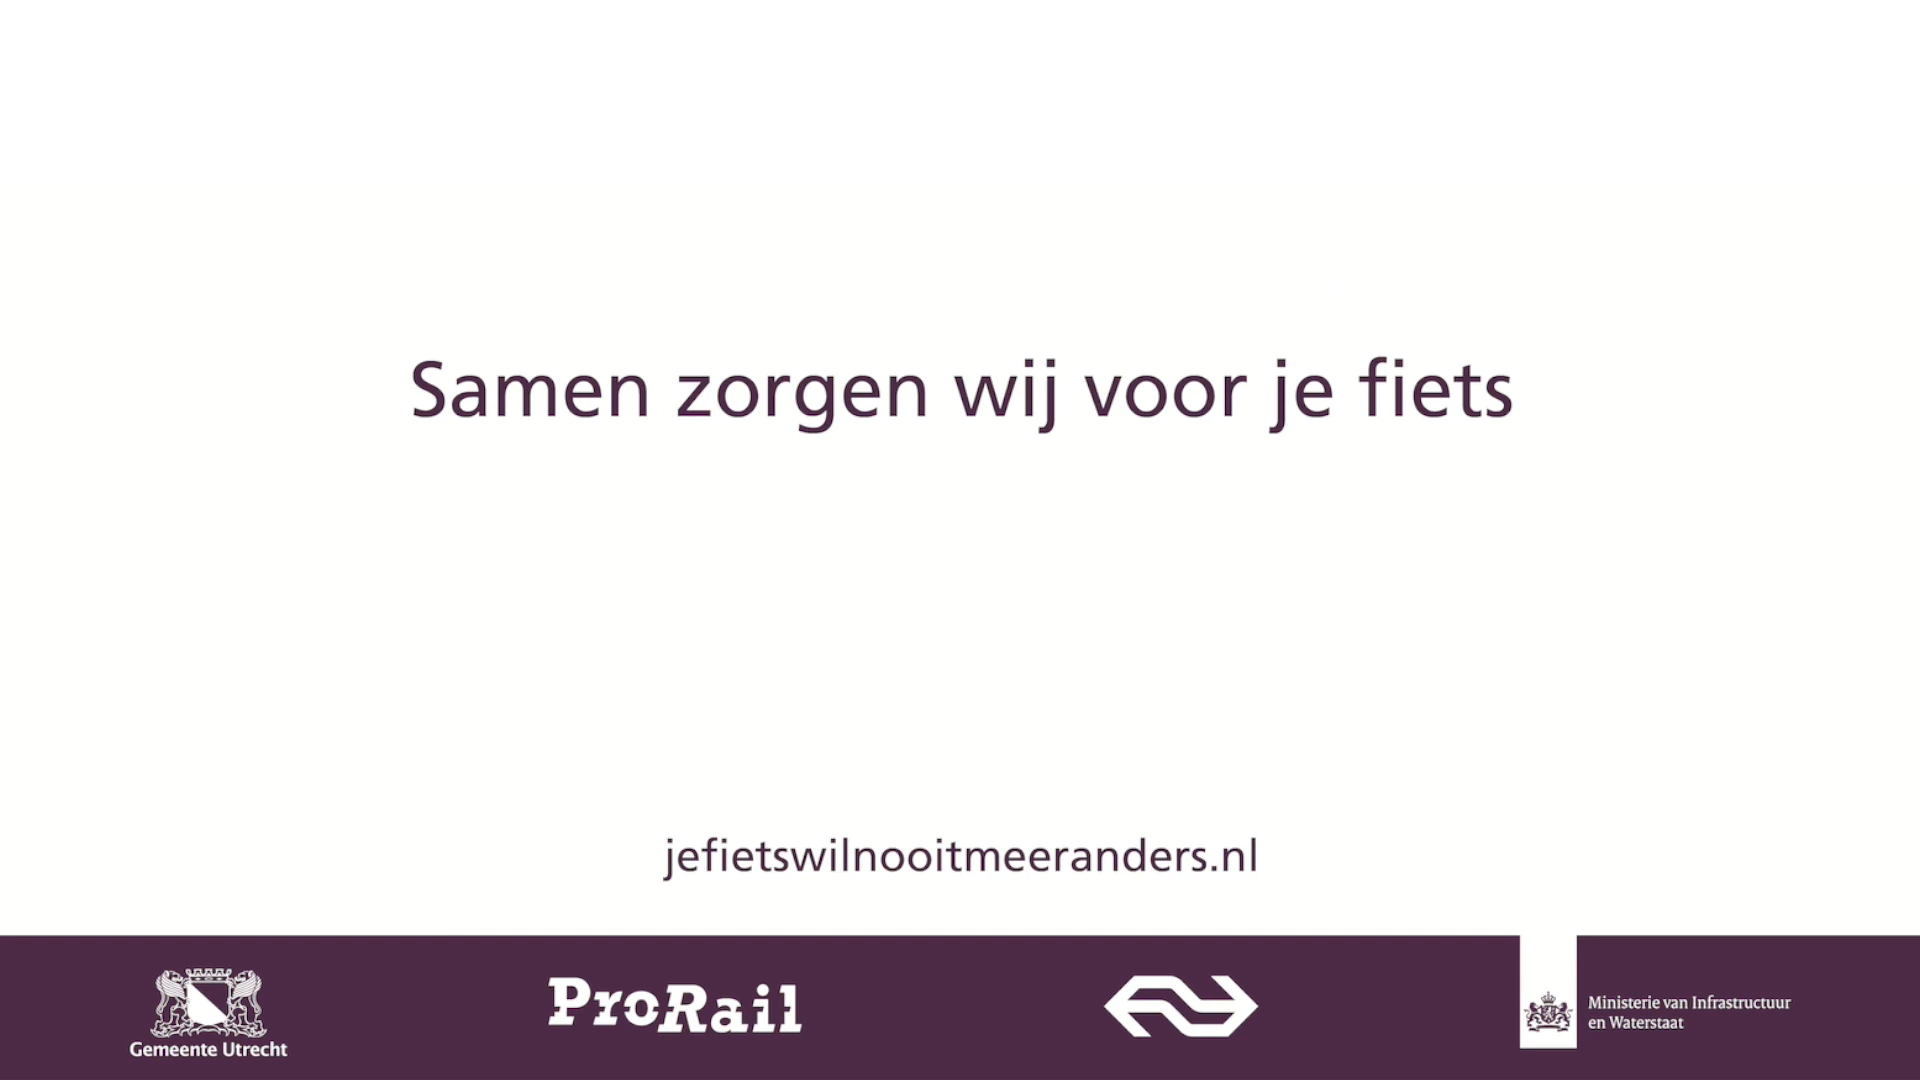 Samen zorgen wij voor je fiets
jefietswilnooitmeeranders.nl
Gemeente Utrecht
ProRail
Ministerie van Infrastructuur
en Waterstaat